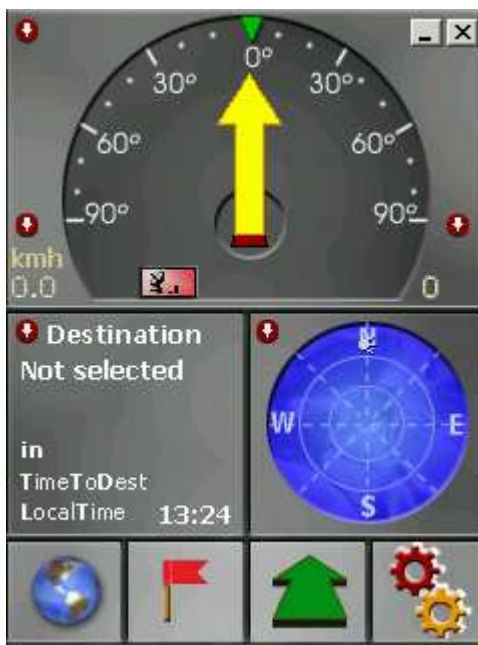 0°
30° 30°
60° 60°
90° 90°
kmh
0.0 0
Destination
Not selected
in
TimeToDest
LocalTime 13:24
N
W E
S